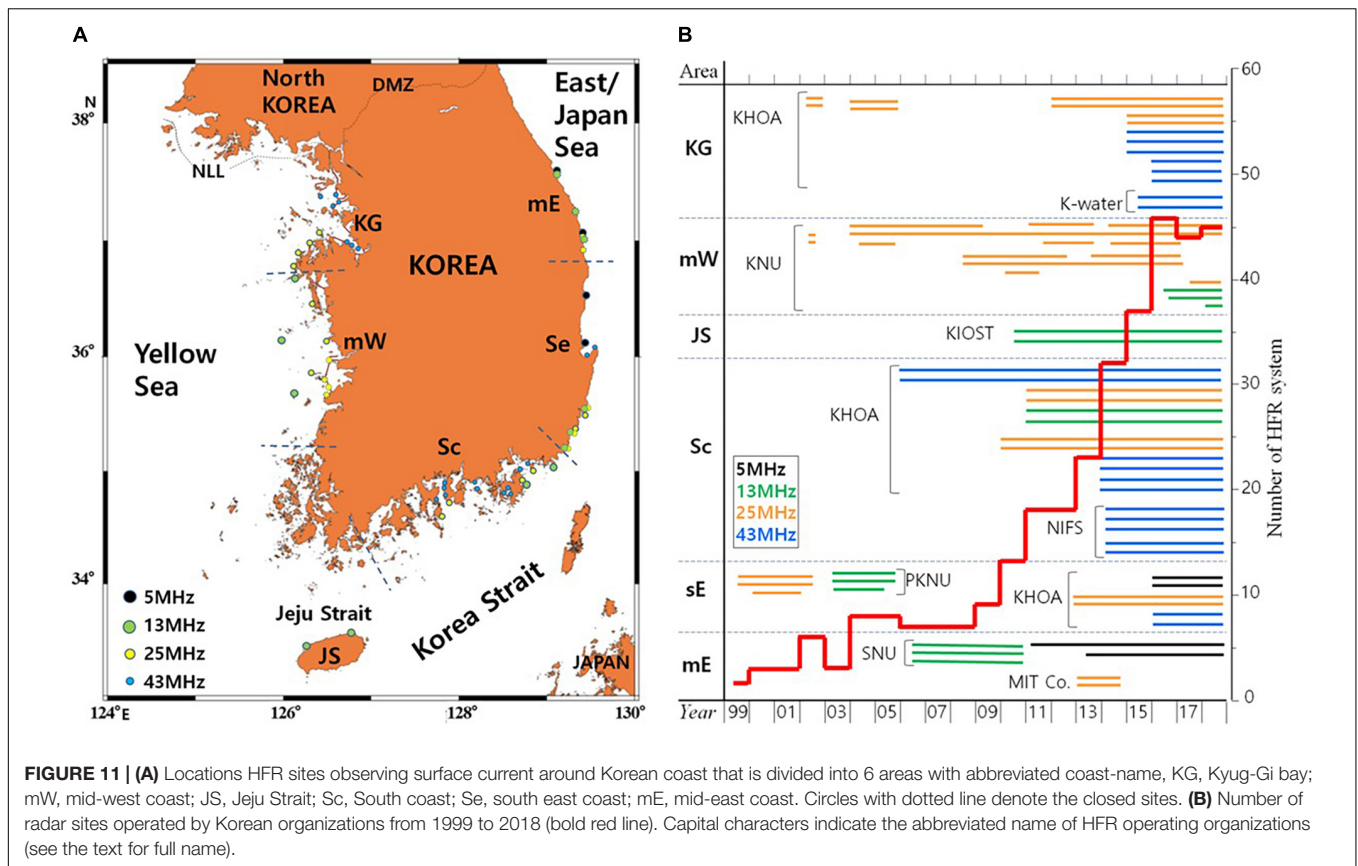 A
North
KOREA
DMZ
East/
Japan
Sea
N
38°
NLL
mE
KG
KOREA
36°
mW
Se
Yellow
Sea
Sc
34°
5MHz
13MHz
25MHz
43MHz
Jeju Strait
JS
Korea Strait
JAPAN
124°E
126°
128°
130°
B
Area
60
KHOA
KG
50
K-water
mW
KNU
40
JS
KIOST
30
KHOA
Sc
5MHz
13MHz
25MHz
43MHz
20
NIFS
Number of HFR system
sE
PKNU
KHOA
10
SNU
mE
MIT Co.
0
Year 99 01 03 05 07 09 11 13 15 17
FIGURE 11 | (A) Locations HFR sites observing surface current around Korean coast that is divided into 6 areas with abbreviated coast-name, KG, Kyug-Gi bay;
mW, mid-west coast; JS, Jeju Strait; Sc, South coast; Se, south east coast; mE, mid-east coast. Circles with dotted line denote the closed sites. (B) Number of
radar sites operated by Korean organizations from 1999 to 2018 (bold red line). Capital characters indicate the abbreviated name of HFR operating organizations
(see the text for full name).